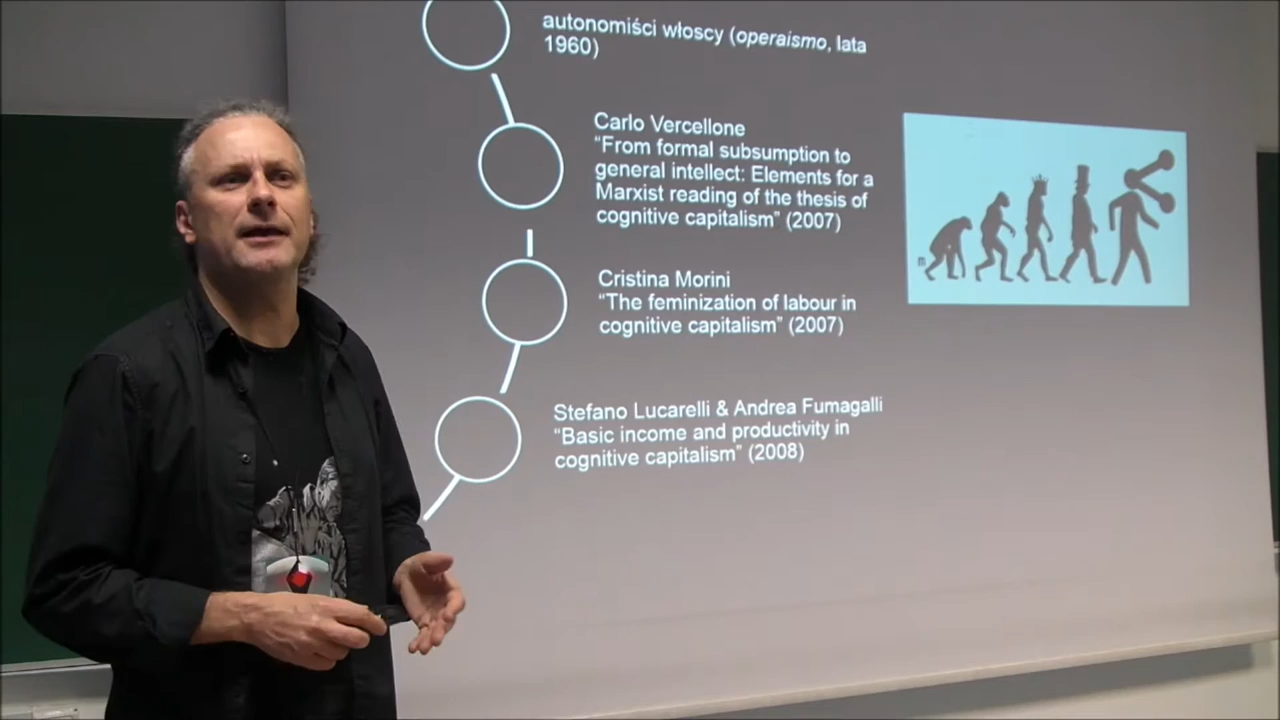 autonomiści włoscy (operaismo, lata
1960)
Carlo Vercellone
“From formal subsumption to
general intellect: Elements for a
Marxist reading of the thesis of
cognitive capitalism” (2007)
Cristina Morini
“The feminization of labour in
cognitive capitalism” (2007)
Stefano Lucarelli & Andrea Fumagalli
“Basic income and productivity in
cognitive capitalism” (2008)
m